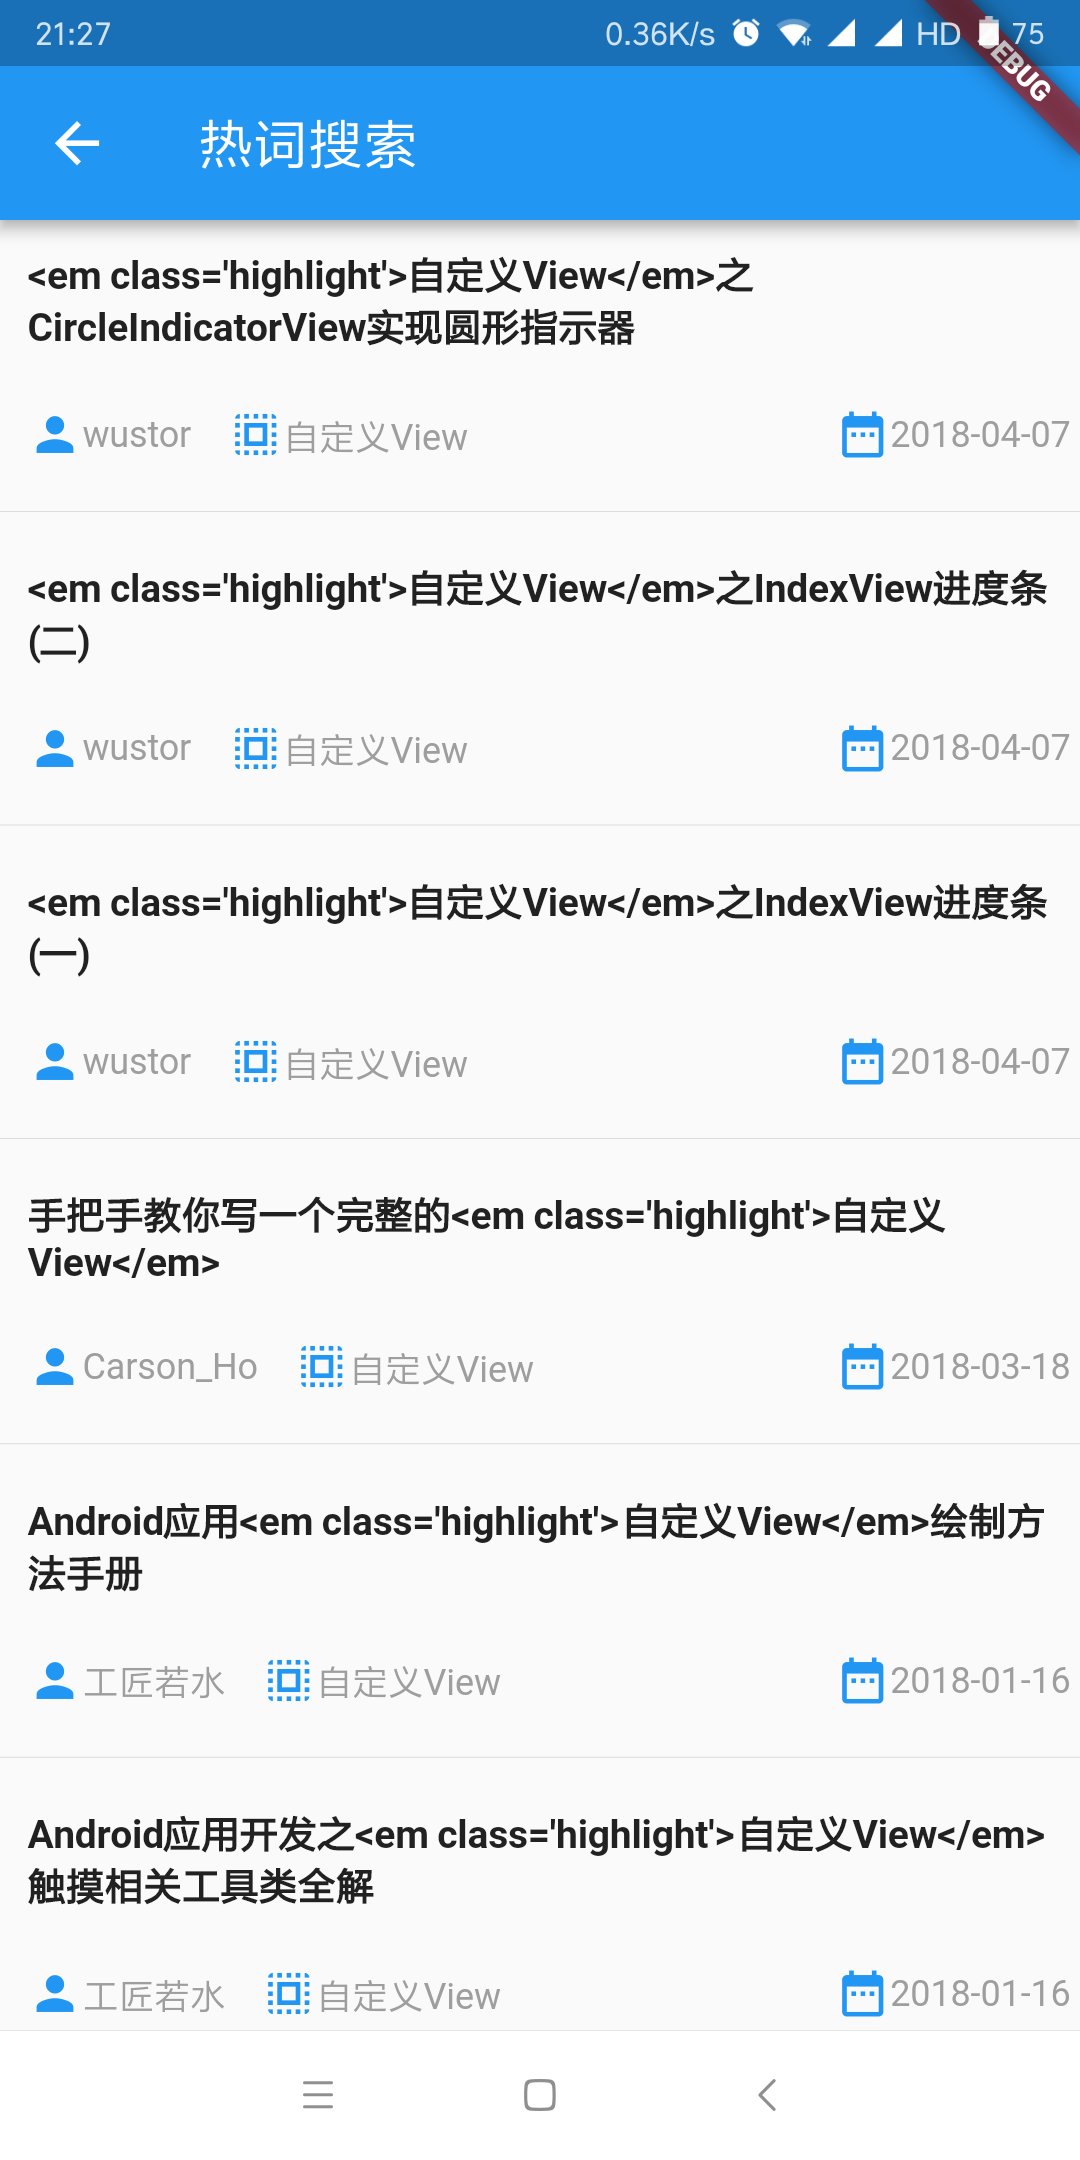 21:27 0.36K/s HD 75
EBUG
热词搜索
<em class='highlight'>自定义View</em>之
CircleIndicatorView实现圆形指示器
wustor 自定义View 2018-04-07
<em class='highlight'>自定义View</em>之IndexView进度条
(二)
wustor 自定义View 2018-04-07
<em class='highlight'>自定义View</em>之IndexView进度条
(一)
wustor 自定义View 2018-04-07
手把手教你写一个完整的<em class='highlight'>自定义
View</em>
Carson_Ho 自定义View 2018-03-18
Android应用<em class='highlight'>自定义View</em>绘制方
法手册
工匠若水 自定义View 2018-01-16
Android应用开发之<em class='highlight'>自定义View</em>
触摸相关工具类全解
工匠若水 自定义View 2018-01-16